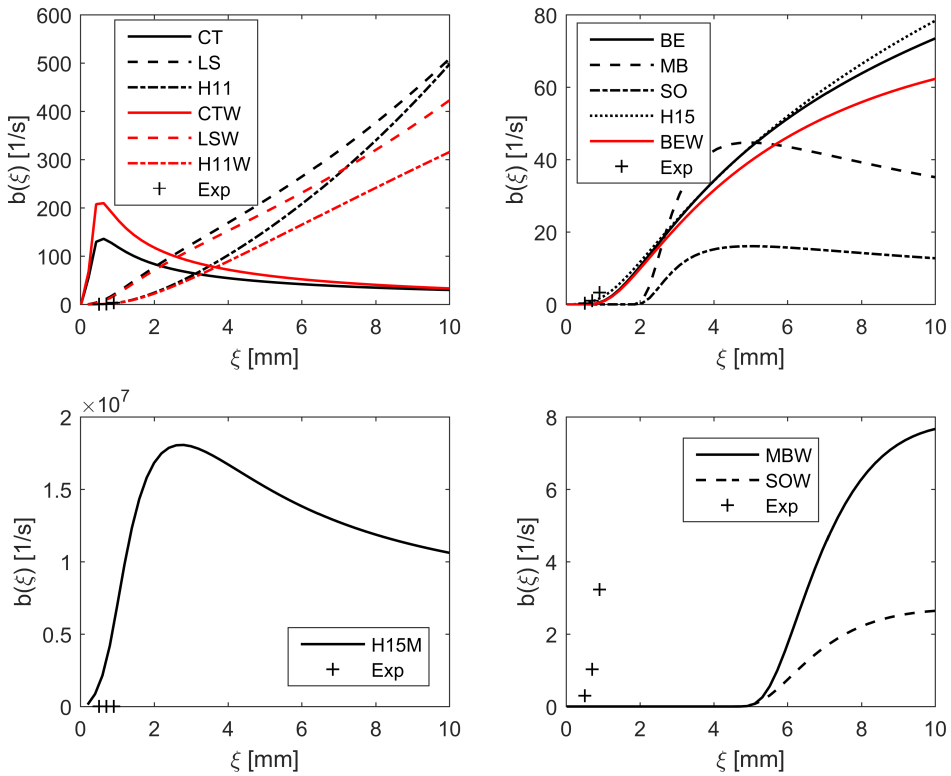 600
500
400
300
200
100
0
b(ξ) [1/s]
CT
LS
H11
CTW
LSW
H11W
Exp
0 2 4 6 8 10
ξ [mm]
80
60
40
20
0
b(ξ) [1/s]
BE
MB
SO
H15
BEW
Exp
0 2 4 6 8 10
ξ [mm]
×10^7
2
1.5
1
0.5
0
b(ξ) [1/s]
H15M
Exp
0 2 4 6 8 10
ξ [mm]
8
6
4
2
0
b(ξ) [1/s]
MBW
SOW
Exp
0 2 4 6 8 10
ξ [mm]